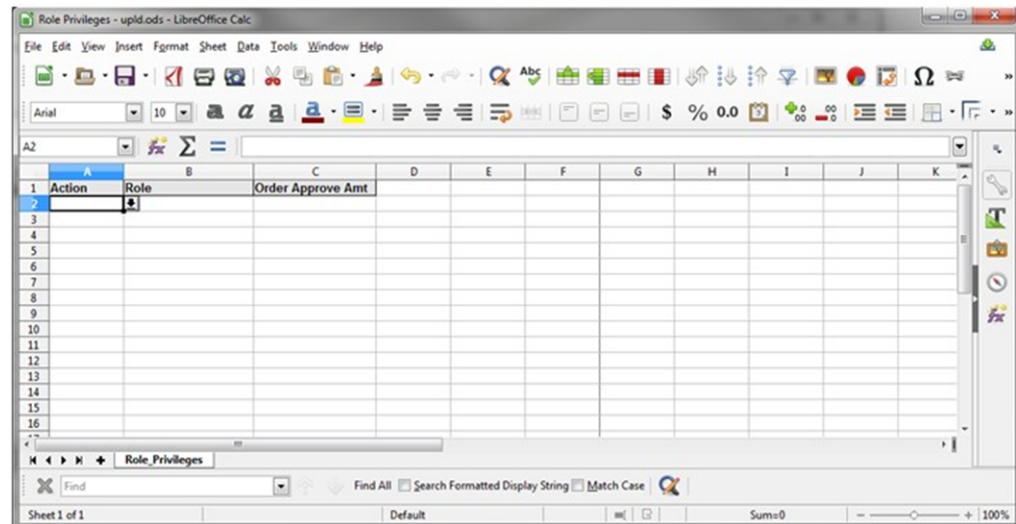 Role Privileges - upld.ods - LibreOffice Calc
File Edit View Insert Format Sheet Data Tools Window Help
Abc
Arial 10 a a a a $ % 0.0
A2
A B C D E F G H I J K
1 Action Role Order Approve Amt
2
3
4
5
6
7
8
9
10
11
12
13
14
15
16
Role_Privileges
Find Find All Search Formatted Display String Match Case
Sheet 1 of 1 Default Sum=0 100%